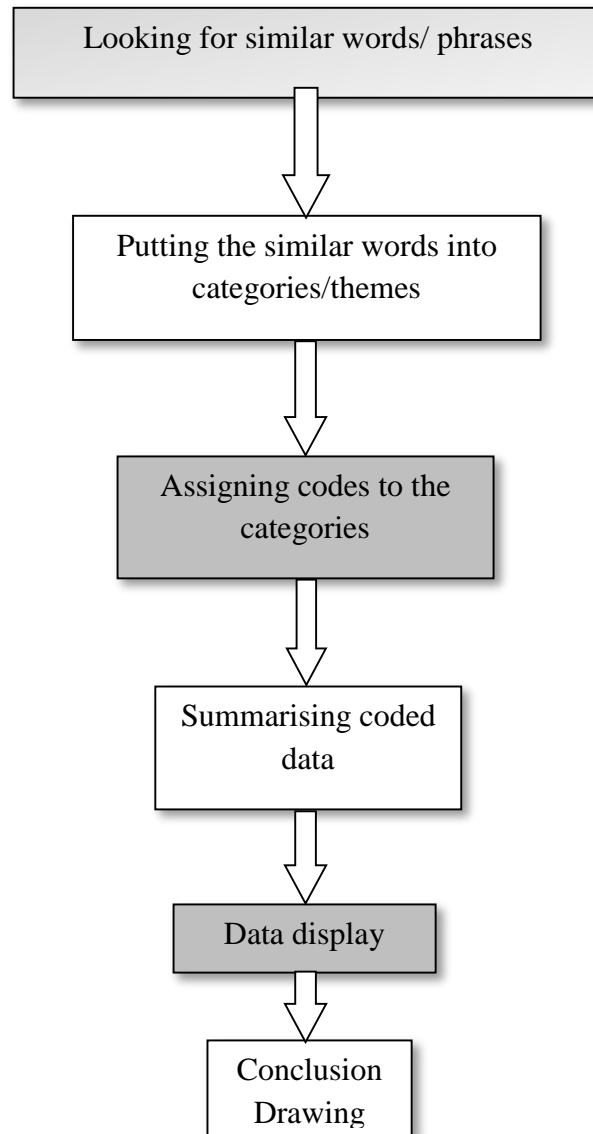 Looking for similar words/ phrases
Putting the similar words into
categories/themes
Assigning codes to the
categories
Summarising coded
data
Data display
Conclusion
Drawing